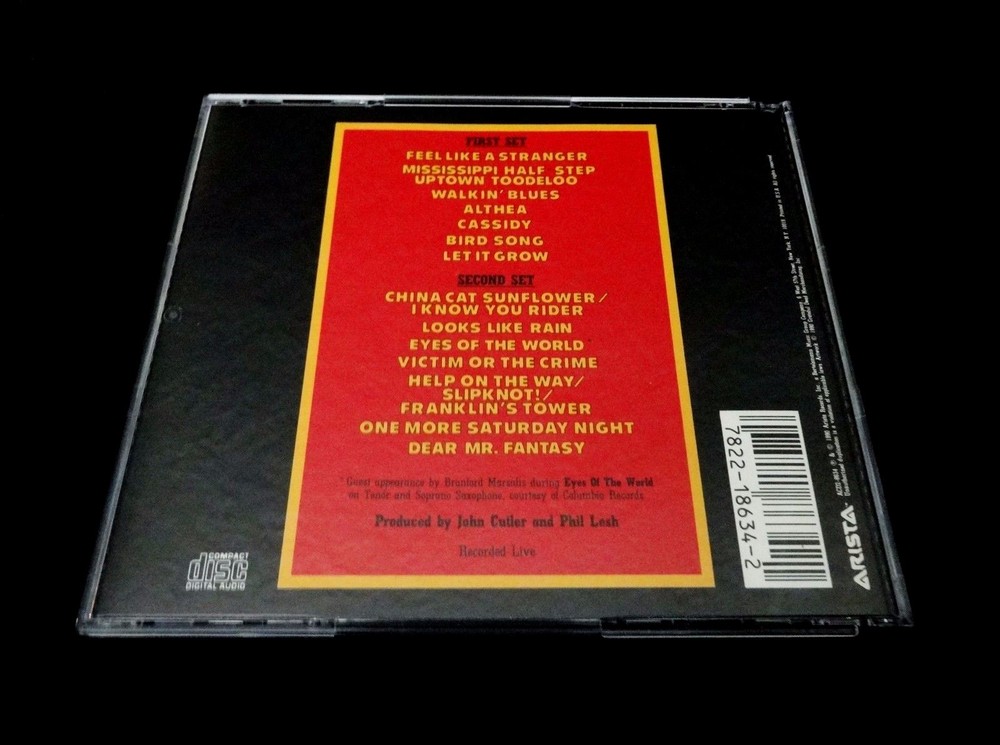 FIRST SET
FEEL LIKE A STRANGER
MISSISSIPPI HALF STEP
UPTOWN TOODELOO
WALKIN' BLUES
ALTHEA
CASSIDY
BIRD SONG
LET IT GROW
SECOND SET
CHINA CAT SUNFLOWER /
I KNOW YOU RIDER
LOOKS LIKE RAIN
EYES OF THE WORLD
VICTIM OR THE CRIME
HELP ON THE WAY/
SLIPKNOT!/
FRANKLIN'S TOWER
ONE MORE SATURDAY NIGHT
DEAR MR. FANTASY
* Guest appearance by Branford Marsalis during Eyes Of The World
on Tenor and Soprano Saxophone, courtesy of Columbia Records
Produced by John Cutler and Phil Lesh
Recorded Live
COMPACT
disc
DIGITAL AUDIO
7822-18634-2
ARISTA